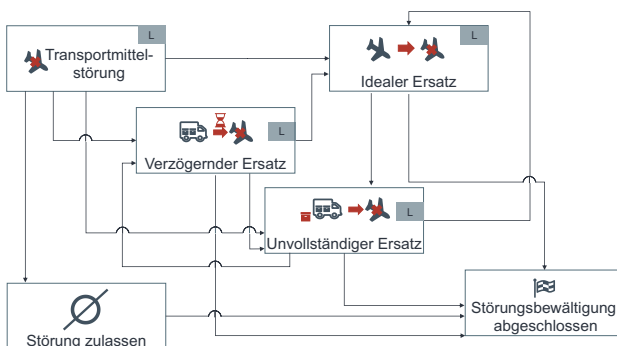 L
Transportmittel-
störung
L
Idealer Ersatz
L
Verzögernder Ersatz
L
Unvollständiger Ersatz
Störung zulassen
Störungsbewältigung
abgeschlossen